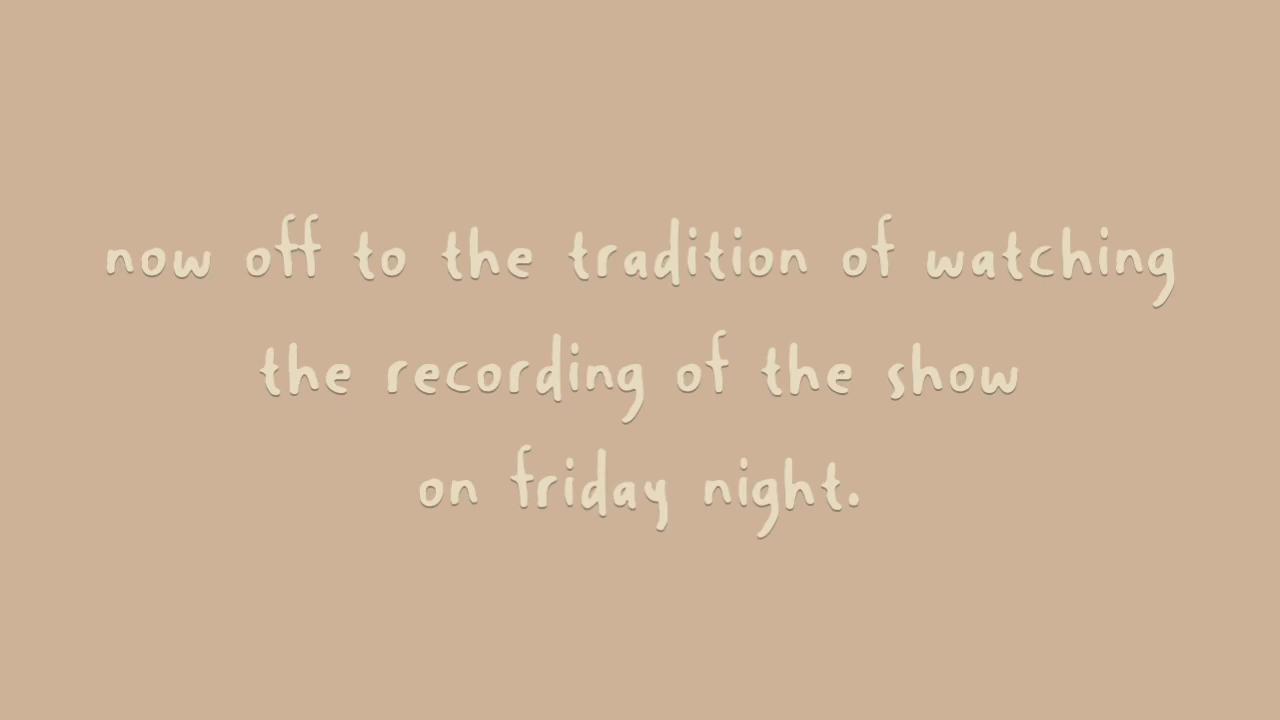 now off to the tradition of watching
the recording of the show
on friday night.